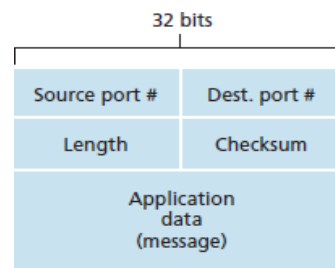 32 bits
Source port # Dest. port #
Length Checksum
Application
data
(message)